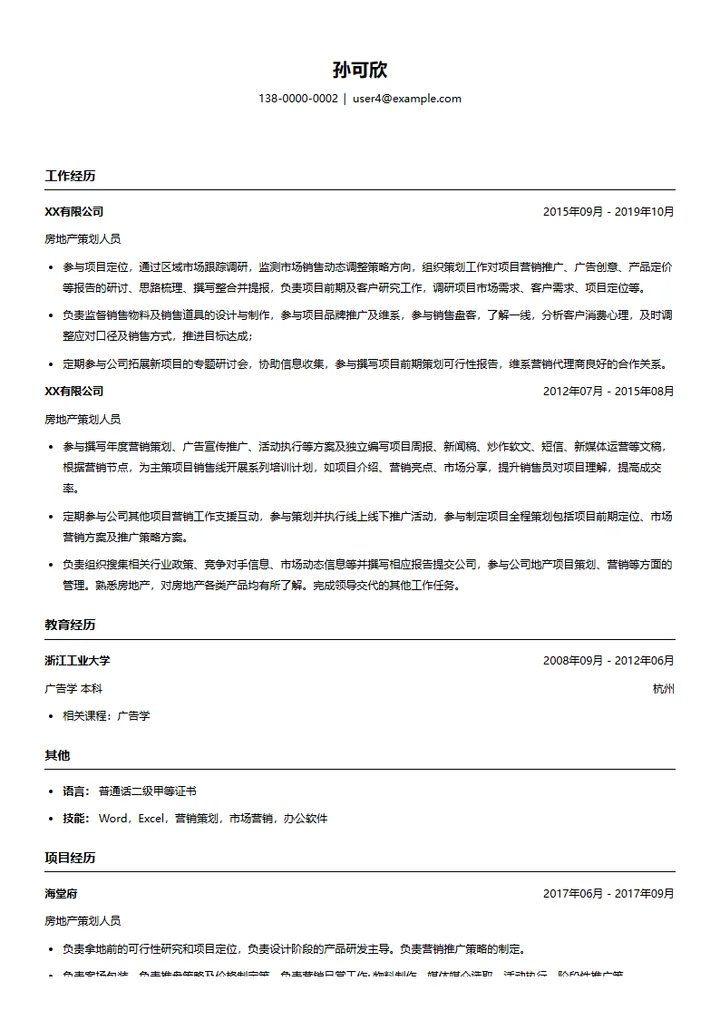 孙可欣
138-0000-0002 | user4@example.com
工作经历
XX有限公司 2015年09月 - 2019年10月
房地产策划人员
• 参与项目定位，通过区域市场跟踪调研，监测市场销售动态调整策略方向，组织策划工作对项目营销推广、广告创意、产品定价
等报告的研讨、思路梳理、撰写整合并提报，负责项目前期及客户研究工作，调研项目市场需求、客户需求、项目定位等。
• 负责监督销售物料及销售道具的设计与制作，参与项目品牌推广及维系，参与销售盘客，了解一线，分析客户消费心理，及时调
整应对口径及销售方式，推进目标达成；
• 定期参与公司拓展新项目的专题研讨会，协助信息收集，参与撰写项目前期策划可行性报告，维系营销代理商良好的合作关系。
XX有限公司 2012年07月 - 2015年08月
房地产策划人员
• 参与撰写年度营销策划、广告宣传推广、活动执行等方案及独立编写项目周报、新闻稿、炒作软文、短信、新媒体运营等文稿，
根据营销节点，为主策项目销售线开展系列培训计划，如项目介绍、营销亮点、市场分享，提升销售员对项目理解，提高成交
率。
• 定期参与公司其他项目营销工作支援互动，参与策划并执行线上线下推广活动，参与制定项目全程策划包括项目前期定位、市场
营销方案及推广策略方案。
• 负责组织搜集相关行业政策、竞争对手信息、市场动态信息等并撰写相应报告提交公司，参与公司地产项目策划、营销等方面的
管理。熟悉房地产，对房地产各类产品均有所了解。完成领导交代的其他工作任务。
教育经历
浙江工业大学 2008年09月 - 2012年06月
广告学 本科 杭州
• 相关课程：广告学
其他
• 语言： 普通话二级甲等证书
• 技能： Word，Excel，营销策划，市场营销，办公软件
项目经历
海堂府 2017年06月 - 2017年09月
房地产策划人员
• 负责拿地前的可行性研究和项目定位，负责设计阶段的产品研发主导。负责营销推广策略的制定。